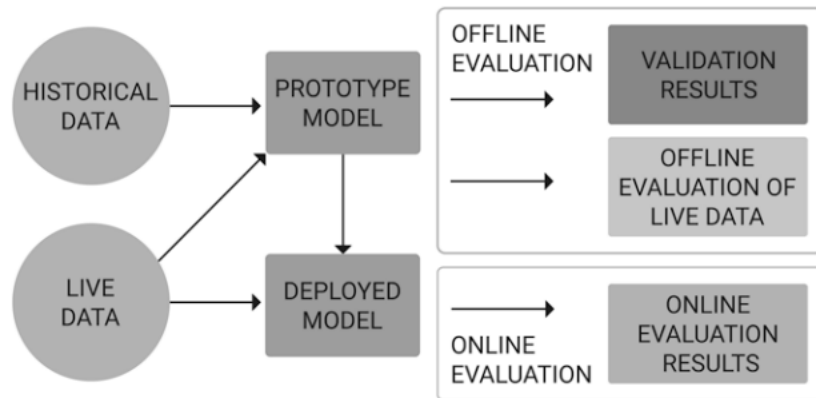 HISTORICAL
DATA
PROTOTYPE
MODEL
OFFLINE
EVALUATION
VALIDATION
RESULTS
OFFLINE
EVALUATION OF
LIVE DATA
LIVE
DATA
DEPLOYED
MODEL
ONLINE
EVALUATION
ONLINE
EVALUATION
RESULTS